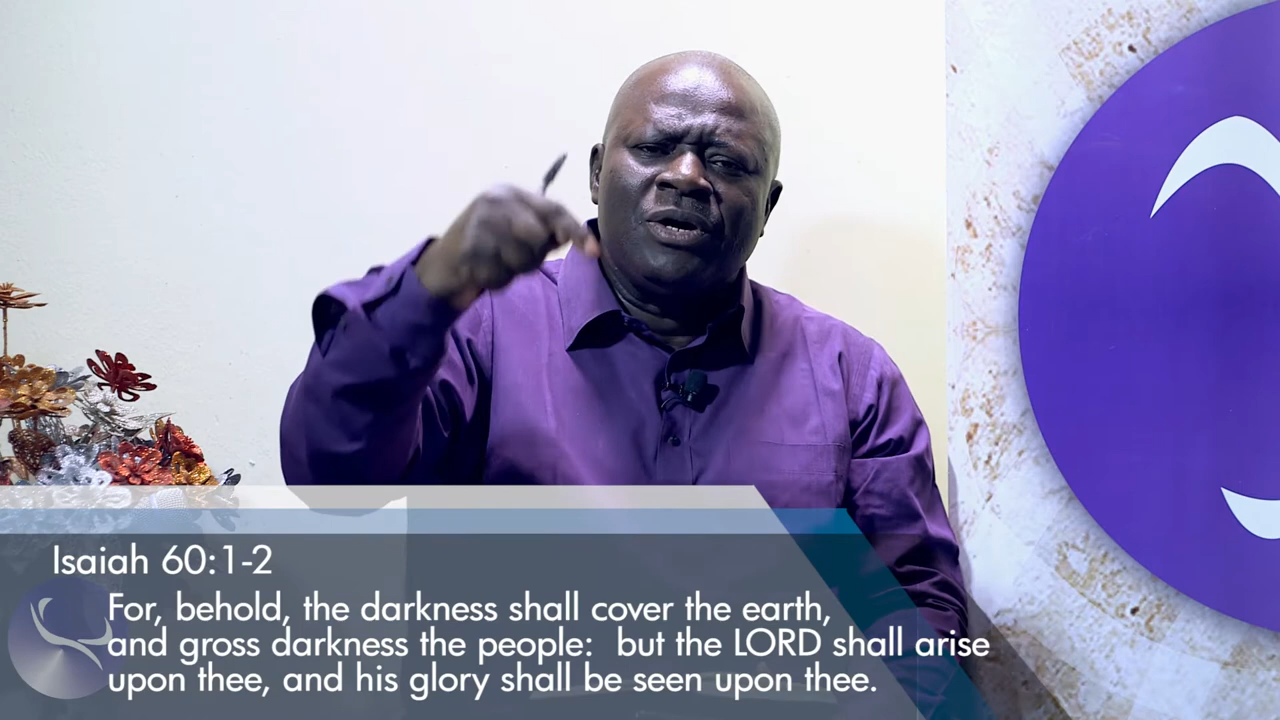 Isaiah 60:1-2
For, behold, the darkness shall cover the earth,
and gross darkness the people:  but the LORD shall arise
upon thee, and his glory shall be seen upon thee.